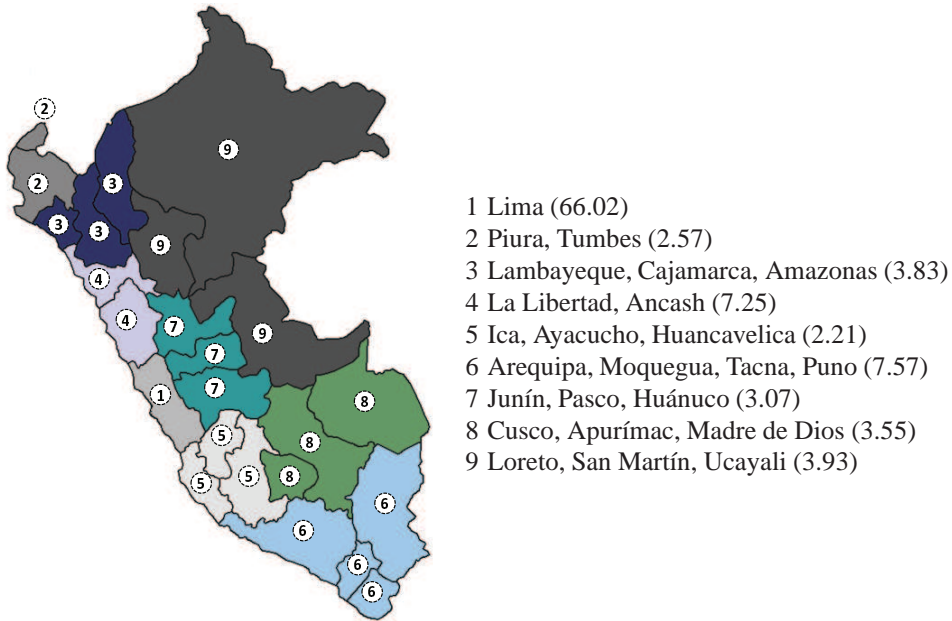 2
9
3
2
3
3
9
4
4
7
9
7
1
7
8
5
8
5
5
8
6
6
6
6
1 Lima (66.02)
2 Piura, Tumbes (2.57)
3 Lambayeque, Cajamarca, Amazonas (3.83)
4 La Libertad, Ancash (7.25)
5 Ica, Ayacucho, Huancavelica (2.21)
6 Arequipa, Moquegua, Tacna, Puno (7.57)
7 Junín, Pasco, Huánuco (3.07)
8 Cusco, Apurímac, Madre de Dios (3.55)
9 Loreto, San Martín, Ucayali (3.93)